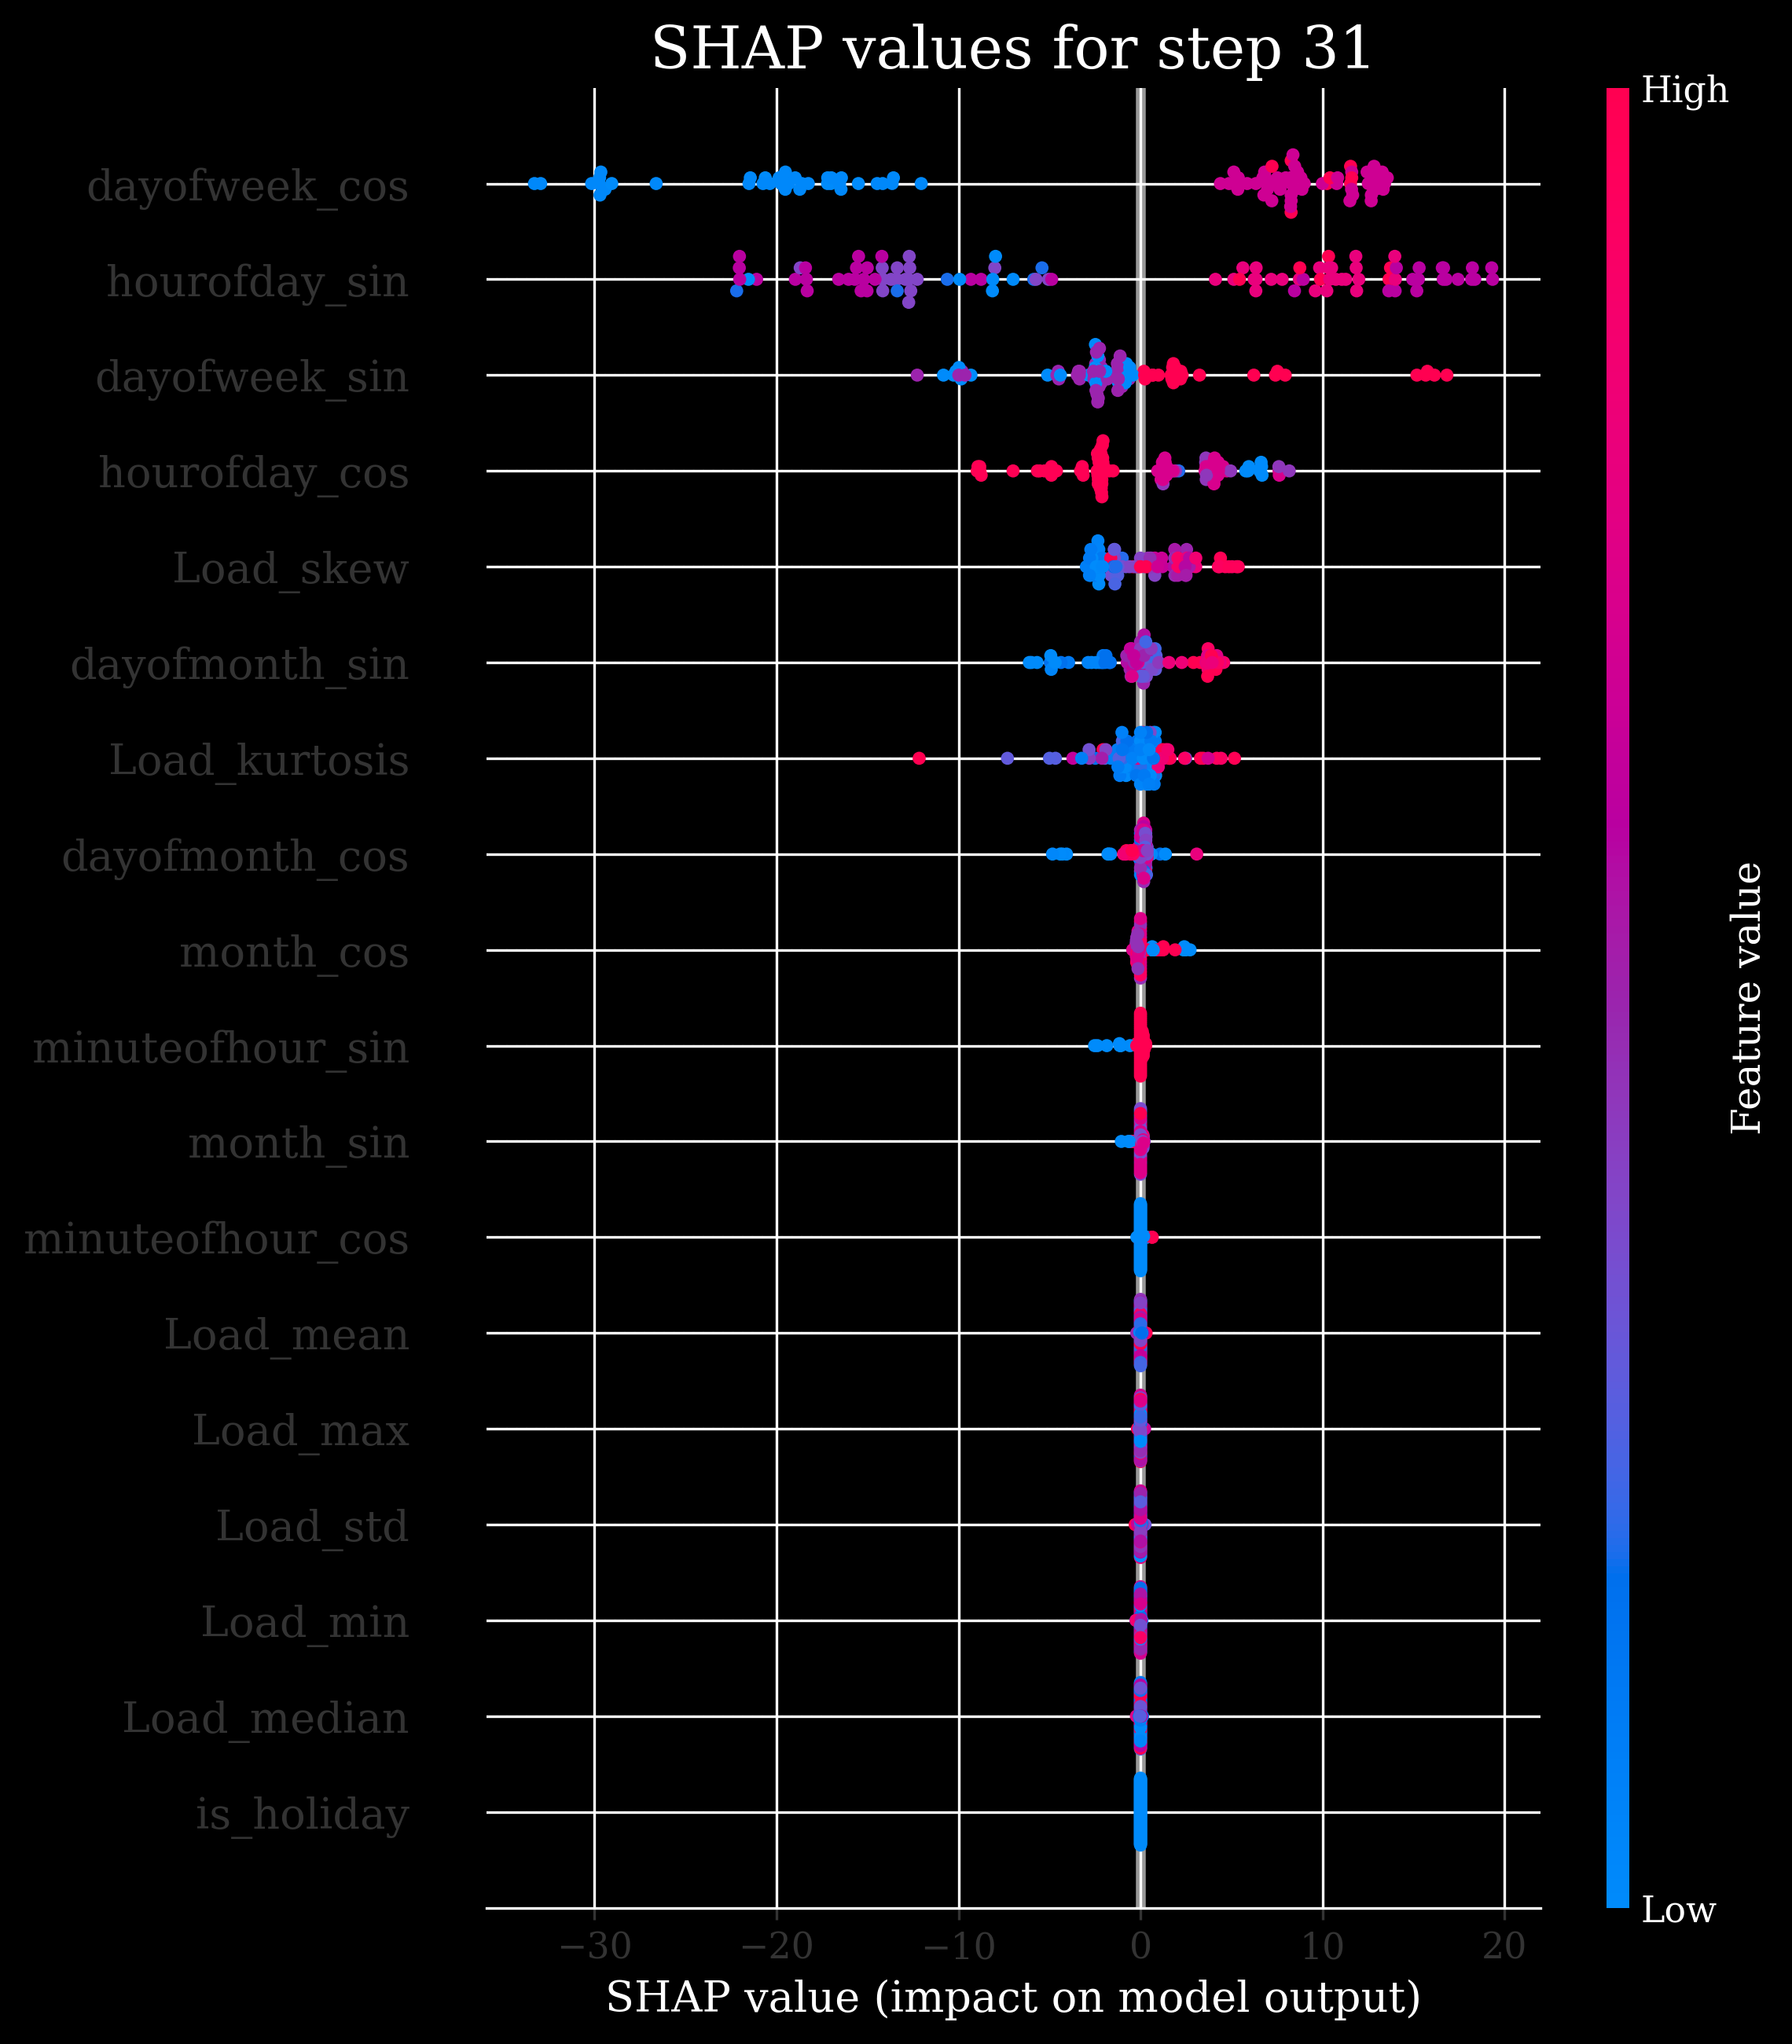 SHAP values for step 31
High
dayofweek_cos
hourofday_sin
dayofweek_sin
hourofday_cos
Load_skew
dayofmonth_sin
Load_kurtosis
dayofmonth_cos
month_cos
minuteofhour_sin
month_sin
minuteofhour_cos
Load_mean
Load_max
Load_std
Load_min
Load_median
is_holiday
Feature value
Low
−30 −20 −10 0 10 20
SHAP value (impact on model output)